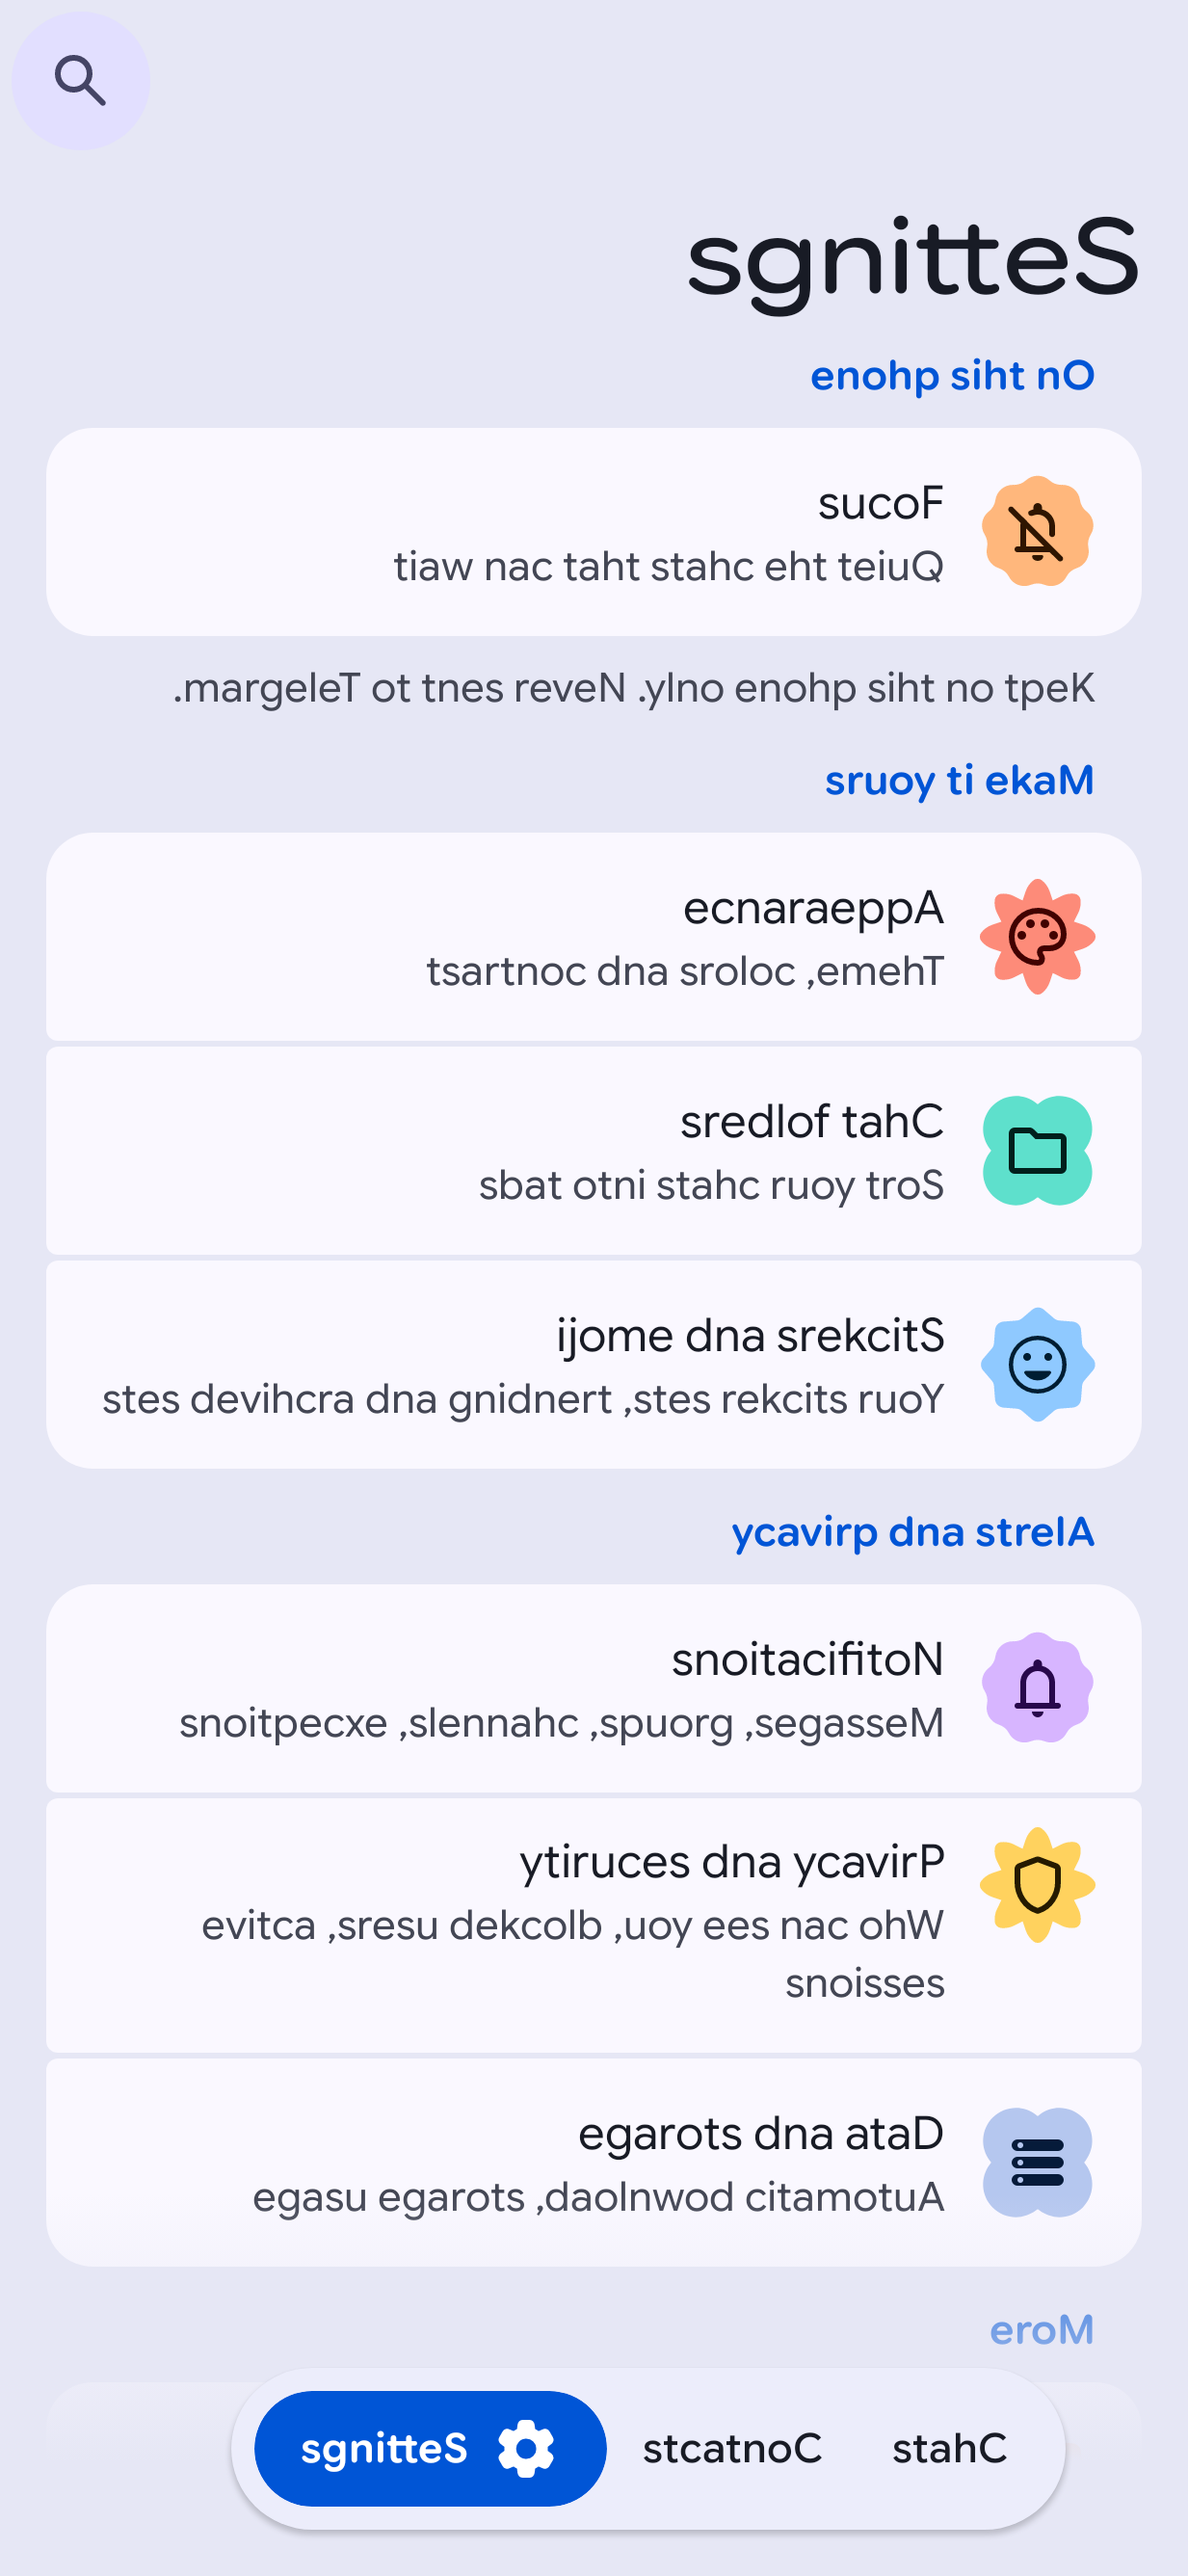 sgnitteS
enohp siht nO
sucoF
tiaw nac taht stahc eht teiuQ
.margeleT ot tnes reveN .ylno enohp siht no tpeK
sruoy ti ekaM
ecnaraeppA
tsartnoc dna sroloc ,emehT
sredlof tahC
sbat otni stahc ruoy troS
ijome dna srekcitS
stes devihcra dna gnidnert ,stes rekcits ruoY
ycavirp dna strelA
snoitacifitoN
snoitpecxe ,slennahc ,spuorg ,segasseM
ytiruces dna ycavirP
evitca ,sresu dekcolb ,uoy ees nac ohW
snoisses
egarots dna ataD
egasu egarots ,daolnwod citamotuA
eroM
sgnitteS
stcatnoC
stahC